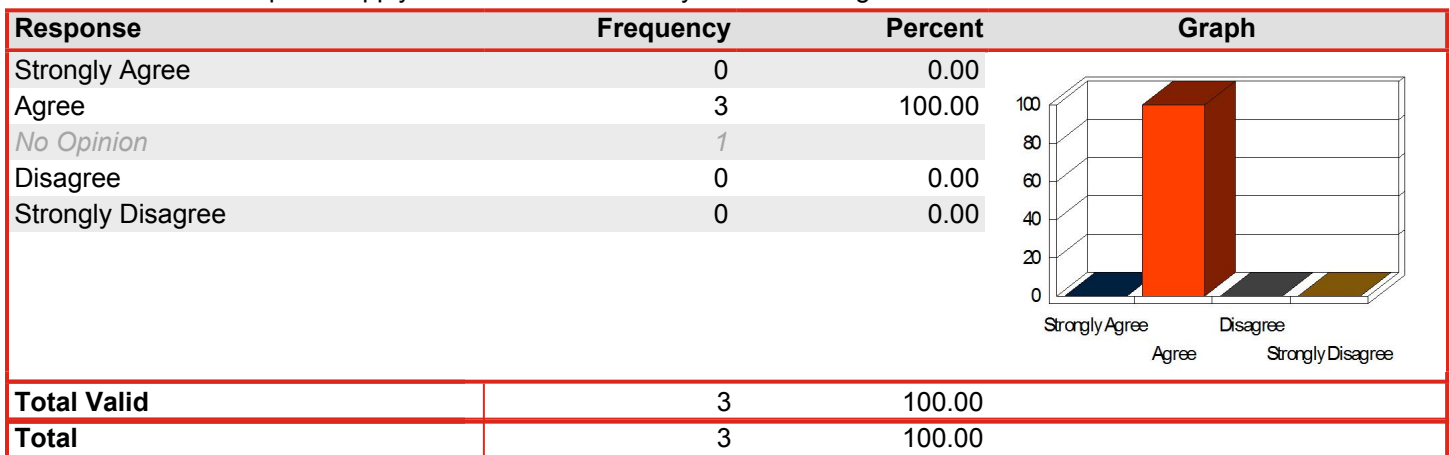 Response Frequency Percent Graph
Strongly Agree 0 0.00
Agree 3 100.00
No Opinion 1
Disagree 0 0.00
Strongly Disagree 0 0.00
100
80
60
40
20
0
Strongly Agree Disagree
Agree Strongly Disagree
Total Valid 3 100.00
Total 3 100.00